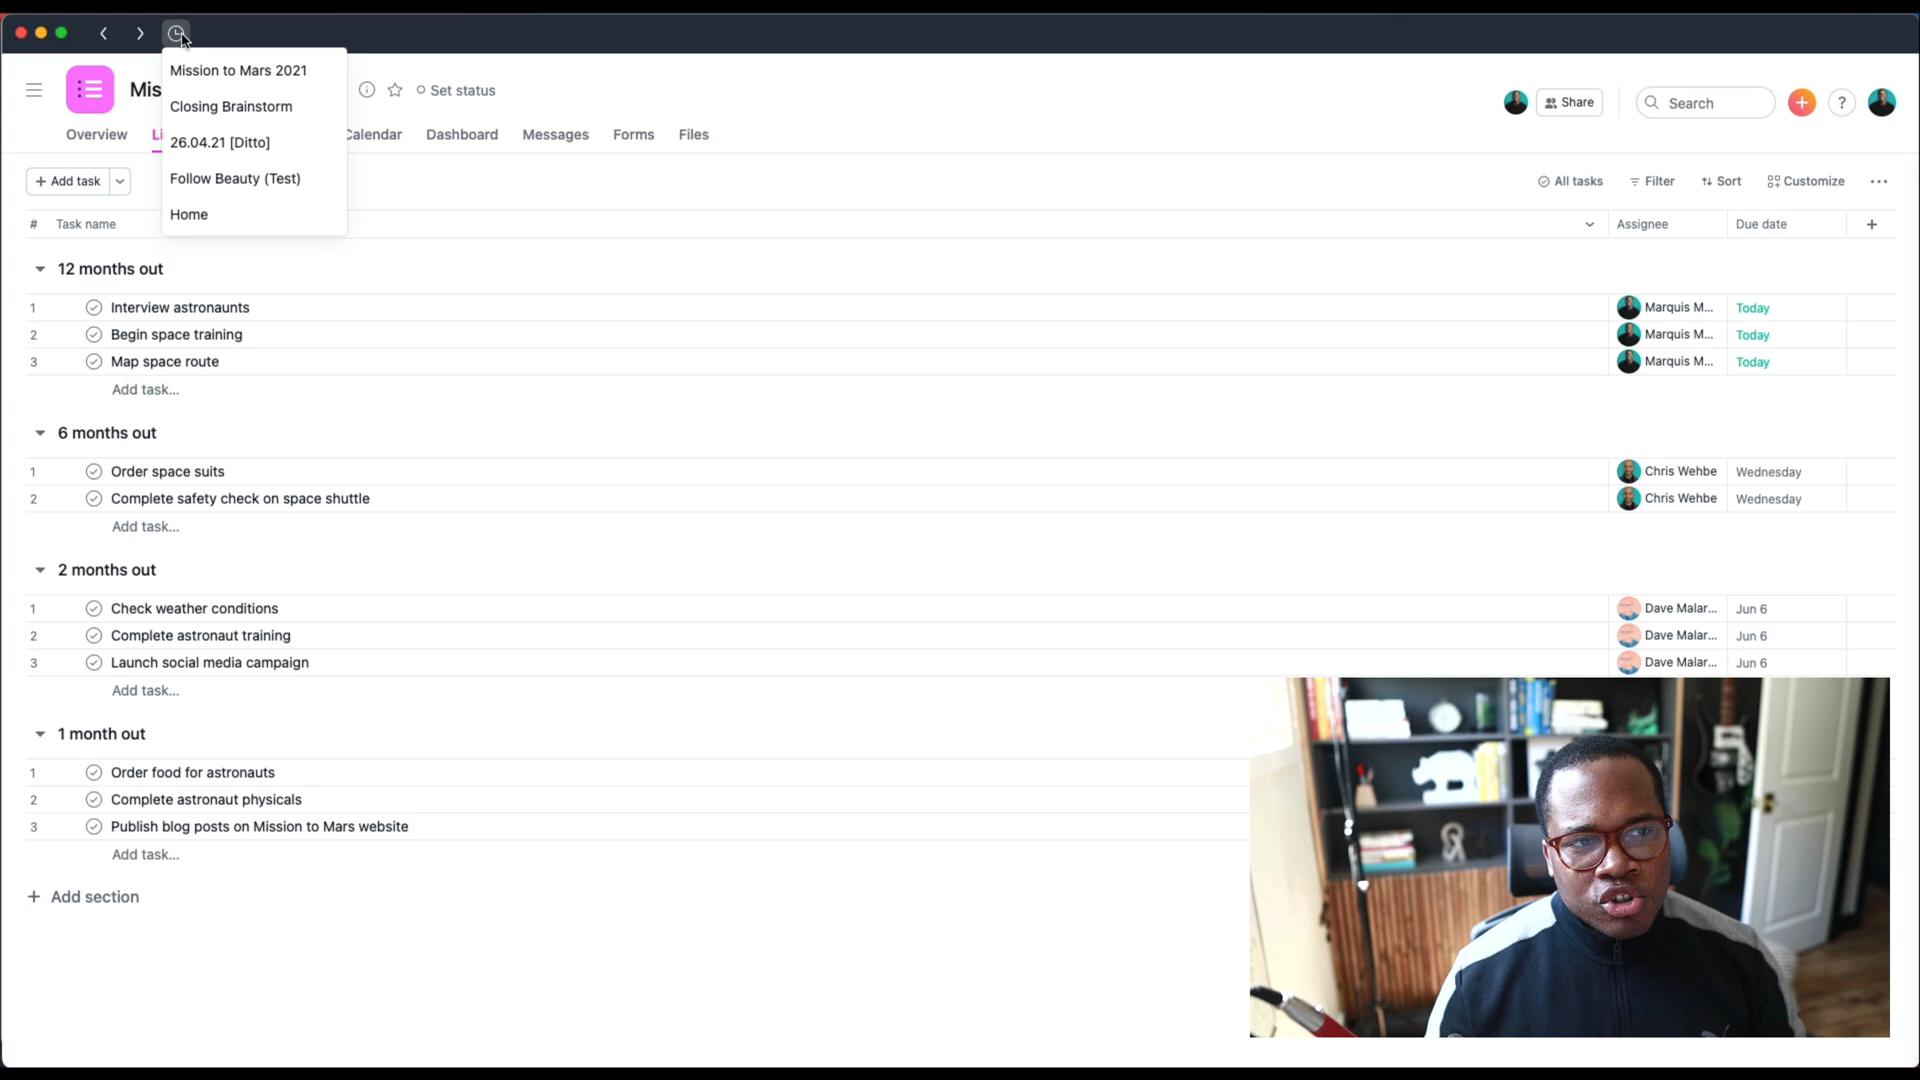 Mission to Mars 2021
Closing Brainstorm
26.04.21 [Ditto]
Follow Beauty (Test)
Home
Mis
Set status
Share
Search
+
?
Overview
Li
Calendar
Dashboard
Messages
Forms
Files
+ Add task
All tasks
Filter
Sort
Customize
...
# Task name Assignee Due date +
12 months out
1 Interview astronaunts Marquis M... Today
2 Begin space training Marquis M... Today
3 Map space route Marquis M... Today
Add task...
6 months out
1 Order space suits Chris Wehbe Wednesday
2 Complete safety check on space shuttle Chris Wehbe Wednesday
Add task...
2 months out
1 Check weather conditions Dave Malar... Jun 6
2 Complete astronaut training Dave Malar... Jun 6
3 Launch social media campaign Dave Malar... Jun 6
Add task...
1 month out
1 Order food for astronauts
2 Complete astronaut physicals
3 Publish blog posts on Mission to Mars website
Add task...
+ Add section